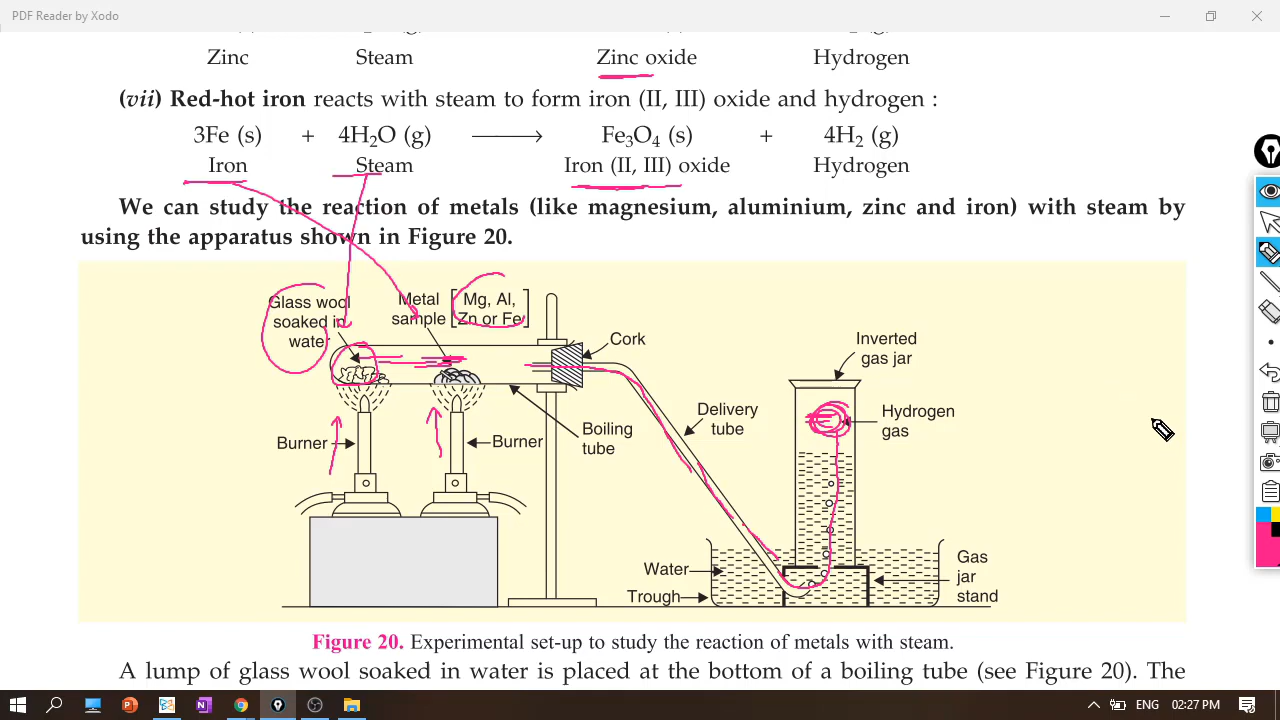 PDF Reader by Xodo
Zinc Steam Zinc oxide Hydrogen
(vii) Red-hot iron reacts with steam to form iron (II, III) oxide and hydrogen :
3Fe (s) + 4H₂O (g) ⟶ Fe₃O₄ (s) + 4H₂ (g)
Iron Steam Iron (II, III) oxide Hydrogen
We can study the reaction of metals (like magnesium, aluminium, zinc and iron) with steam by
using the apparatus shown in Figure 20.
Glass wool
soaked in
water
Metal
sample
Mg, Al,
Zn or Fe
Cork
Inverted
gas jar
Delivery
tube
Hydrogen
gas
Burner
Burner
Boiling
tube
Water
Trough
Gas
jar
stand
Figure 20. Experimental set-up to study the reaction of metals with steam.
A lump of glass wool soaked in water is placed at the bottom of a boiling tube (see Figure 20). The
ENG 02:27 PM